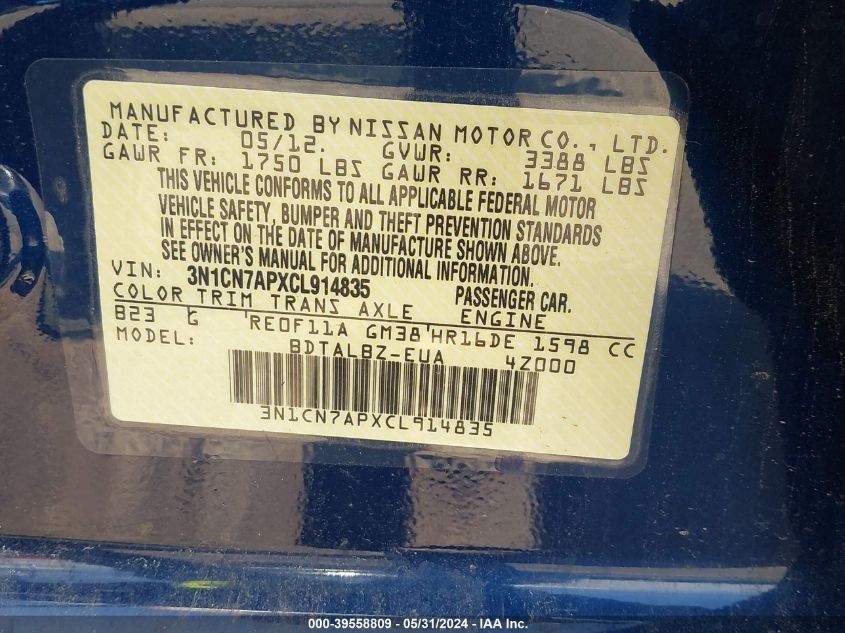 MANUFACTURED BY NISSAN MOTOR CO., LTD.
DATE: 05/12. GVWR: 3388 LBS
GAWR FR: 1750 LBS GAWR RR: 1671 LBS
THIS VEHICLE CONFORMS TO ALL APPLICABLE FEDERAL MOTOR
VEHICLE SAFETY, BUMPER AND THEFT PREVENTION STANDARDS
IN EFFECT ON THE DATE OF MANUFACTURE SHOWN ABOVE.
SEE OWNER'S MANUAL FOR ADDITIONAL INFORMATION.
VIN: 3N1CN7APXCL914835 PASSENGER CAR.
COLOR TRIM TRANS AXLE ENGINE
B23 G RE0F11A GM38 HR16DE 1598 CC
MODEL: BDTALBZ-EUA 4Z000
3N1CN7APXCL914835
000-39558809 - 05/31/2024 - IAA Inc.